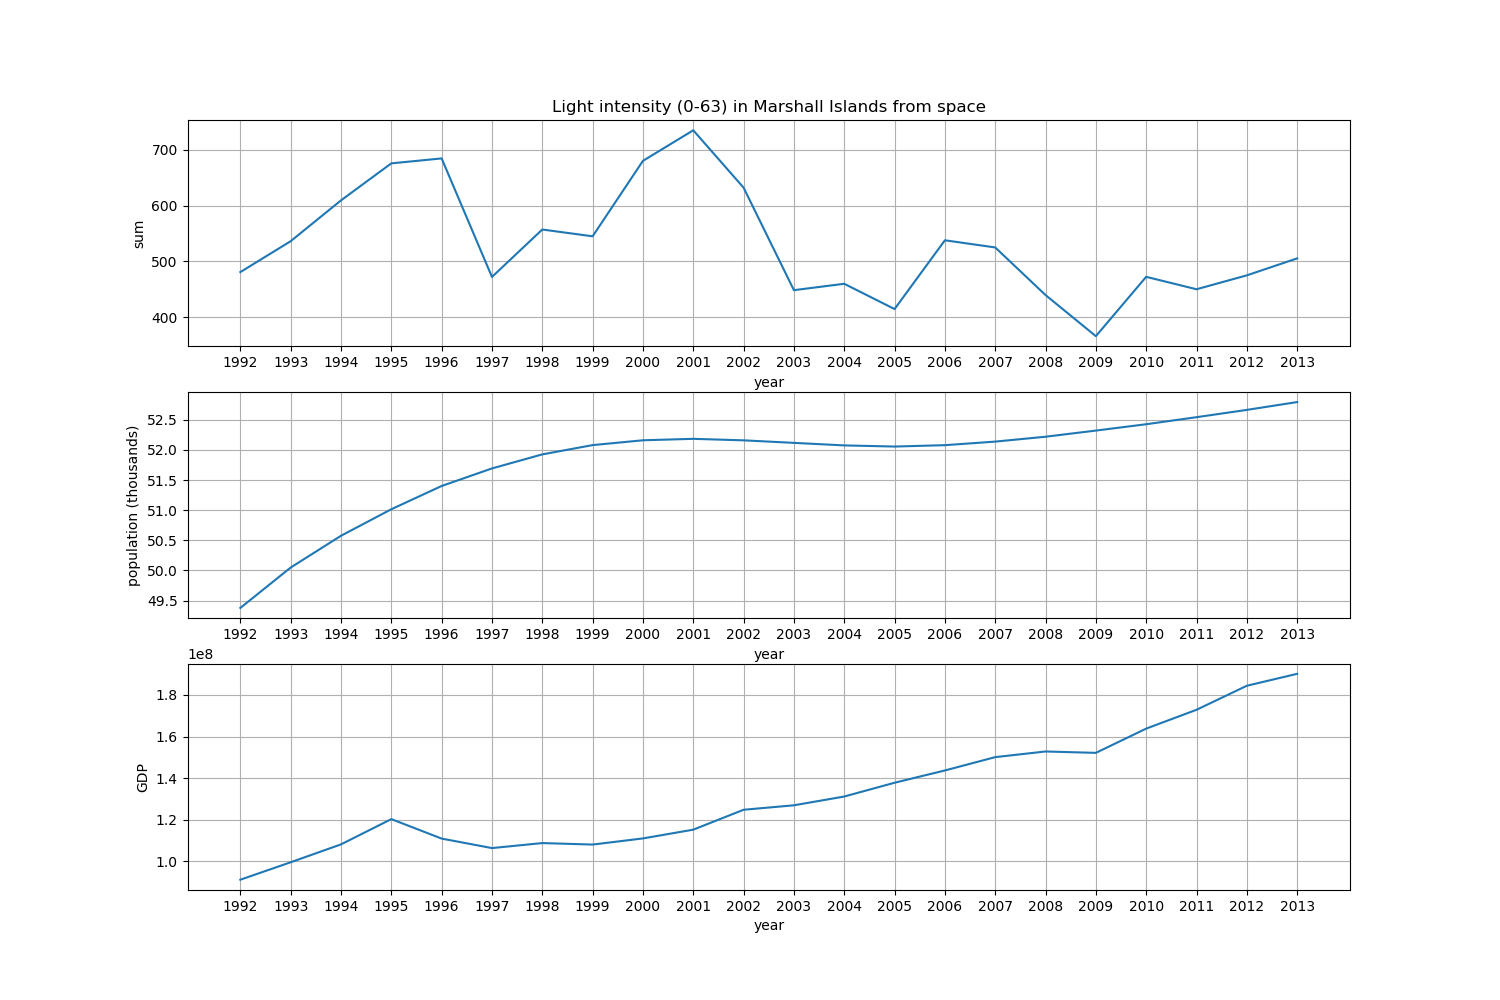 Light intensity (0-63) in Marshall Islands from space
700
600
500
400
sum
1992 1993 1994 1995 1996 1997 1998 1999 2000 2001 2002 2003 2004 2005 2006 2007 2008 2009 2010 2011 2012 2013
year
52.5
52.0
51.5
51.0
50.5
50.0
49.5
population (thousands)
1992 1993 1994 1995 1996 1997 1998 1999 2000 2001 2002 2003 2004 2005 2006 2007 2008 2009 2010 2011 2012 2013
year
1e8
1.8
1.6
1.4
1.2
1.0
GDP
1992 1993 1994 1995 1996 1997 1998 1999 2000 2001 2002 2003 2004 2005 2006 2007 2008 2009 2010 2011 2012 2013
year